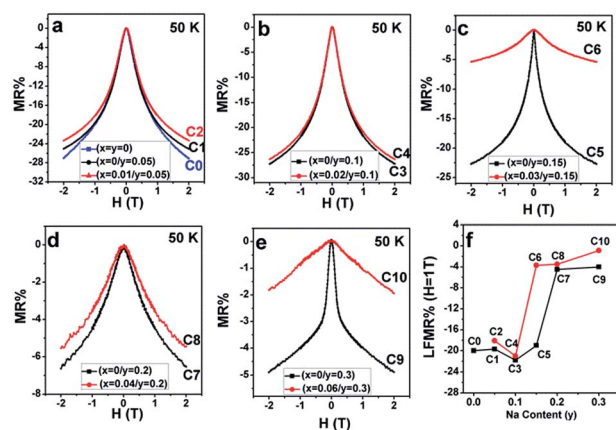 a
50 K
MR%
0
-4
-8
-12
-16
-20
-24
-28
-32
C2
C1
C0
(x=y=0)
(x=0/y=0.05)
(x=0.01/y=0.05)
-2 -1 0 1 2
H (T)
b
50 K
MR%
0
-5
-10
-15
-20
-25
-30
C4
C3
(x=0/y=0.1)
(x=0.02/y=0.1)
-2 -1 0 1 2
H (T)
c
50 K
MR%
0
-5
-10
-15
-20
-25
C6
C5
(x=0/y=0.15)
(x=0.03/y=0.15)
-2 -1 0 1 2
H (T)
d
50 K
MR%
0
-2
-4
-6
-8
C8
C7
(x=0/y=0.2)
(x=0.04/y=0.2)
-2 -1 0 1 2
H (T)
e
50 K
MR%
0
-1
-2
-3
-4
-5
C10
C9
(x=0/y=0.3)
(x=0.06/y=0.3)
-2 -1 0 1 2
H (T)
f
LFMR% (H=1T)
4
0
-4
-8
-12
-16
-20
-24
-28
C10
C6 C8
C7 C9
C2
C0 C4
C1 C5
C3
0.0 0.1 0.2 0.3
Na Content (y)